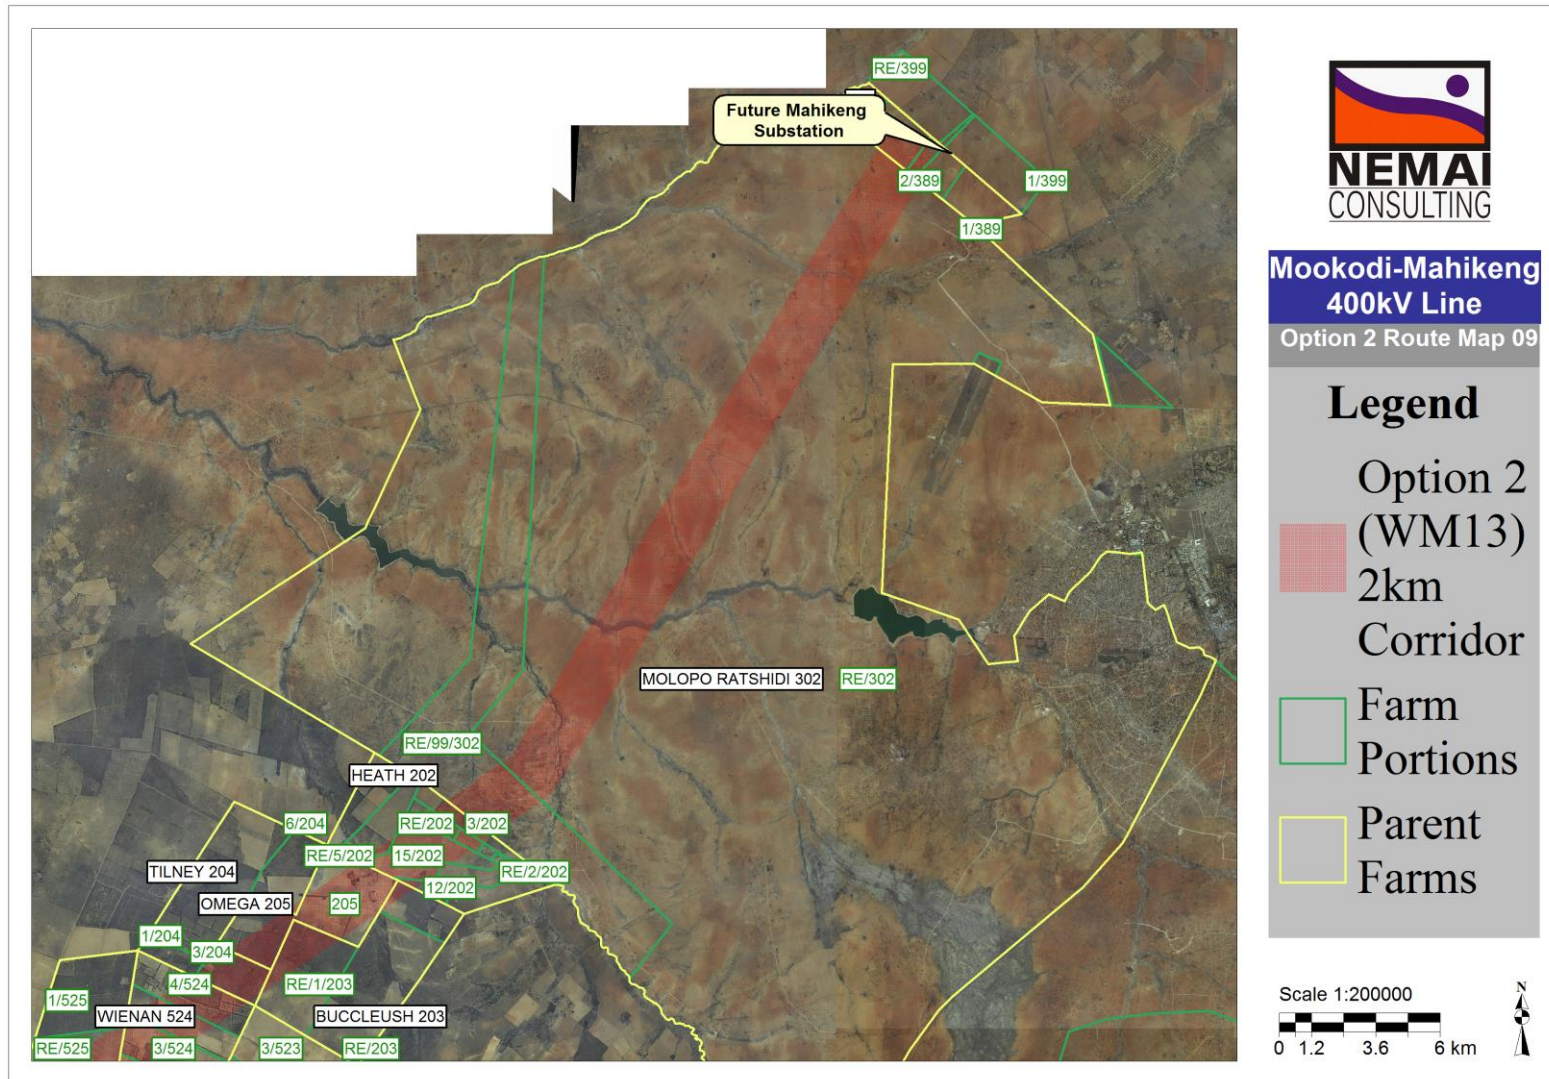 RE/399
Future Mahikeng
Substation
2/389
1/399
1/389
MOLOPO RATSHIDI 302
RE/302
RE/99/302
HEATH 202
6/204
RE/202
3/202
RE/5/202
15/202
TILNEY 204
RE/2/202
12/202
OMEGA 205
205
1/204
3/204
4/524
RE/1/203
1/525
WIENAN 524
BUCCLEUSH 203
RE/525
3/524
3/523
RE/203
NEMAI
CONSULTING
Mookodi-Mahikeng
400kV Line
Option 2 Route Map 09
Legend
Option 2
(WM13)
2km
Corridor
Farm
Portions
Parent
Farms
Scale 1:200000
N
0 1.2 3.6 6 km